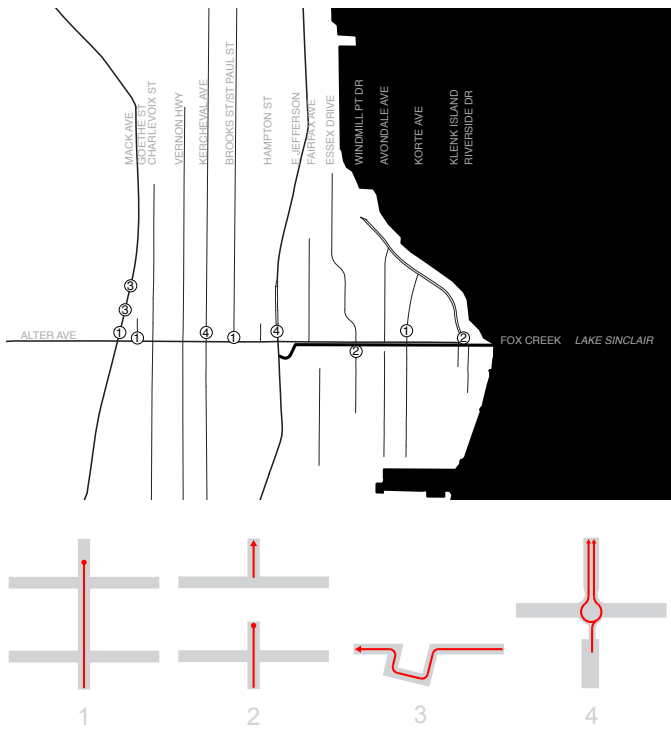 MACK AVE
GOETHE ST
CHARLEVOIX ST
VERNON HWY
KERCHEVAL AVE
BROOKS ST/ST PAUL ST
HAMPTON ST
E JEFFERSON
FAIRFAX AVE
ESSEX DRIVE
WINDMILL PT DR
AVONDALE AVE
KORTE AVE
KLENK ISLAND
RIVERSIDE DR
3
3
1
1
4
1
4
2
1
2
ALTER AVE
FOX CREEK LAKE SINCLAIR
1
2
3
4